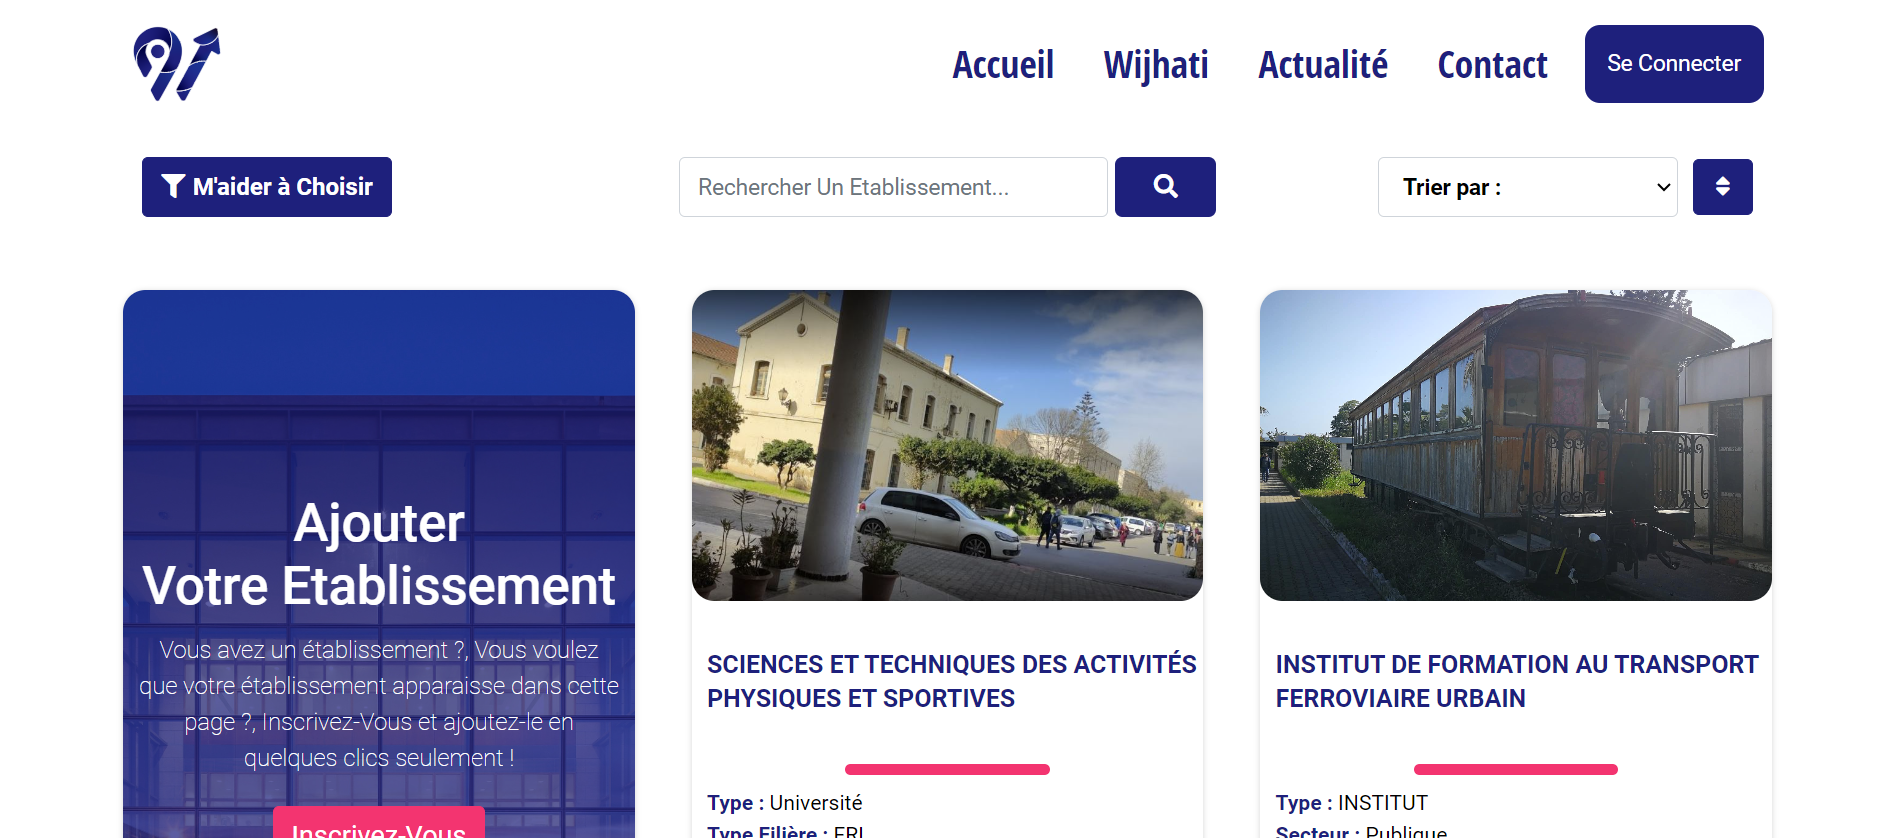 Accueil
Wijhati
Actualité
Contact
Se Connecter
M'aider à Choisir
Rechercher Un Etablissement...
Trier par :
Ajouter
Votre Etablissement
Vous avez un établissement ?, Vous voulez
que votre établissement apparaisse dans cette
page ?, Inscrivez-Vous et ajoutez-le en
quelques clics seulement !
Inscrivez-Vous
SCIENCES ET TECHNIQUES DES ACTIVITÉS
PHYSIQUES ET SPORTIVES
Type : Université
Type Filière :
INSTITUT DE FORMATION AU TRANSPORT
FERROVIAIRE URBAIN
Type : INSTITUT
Secteur : Publique